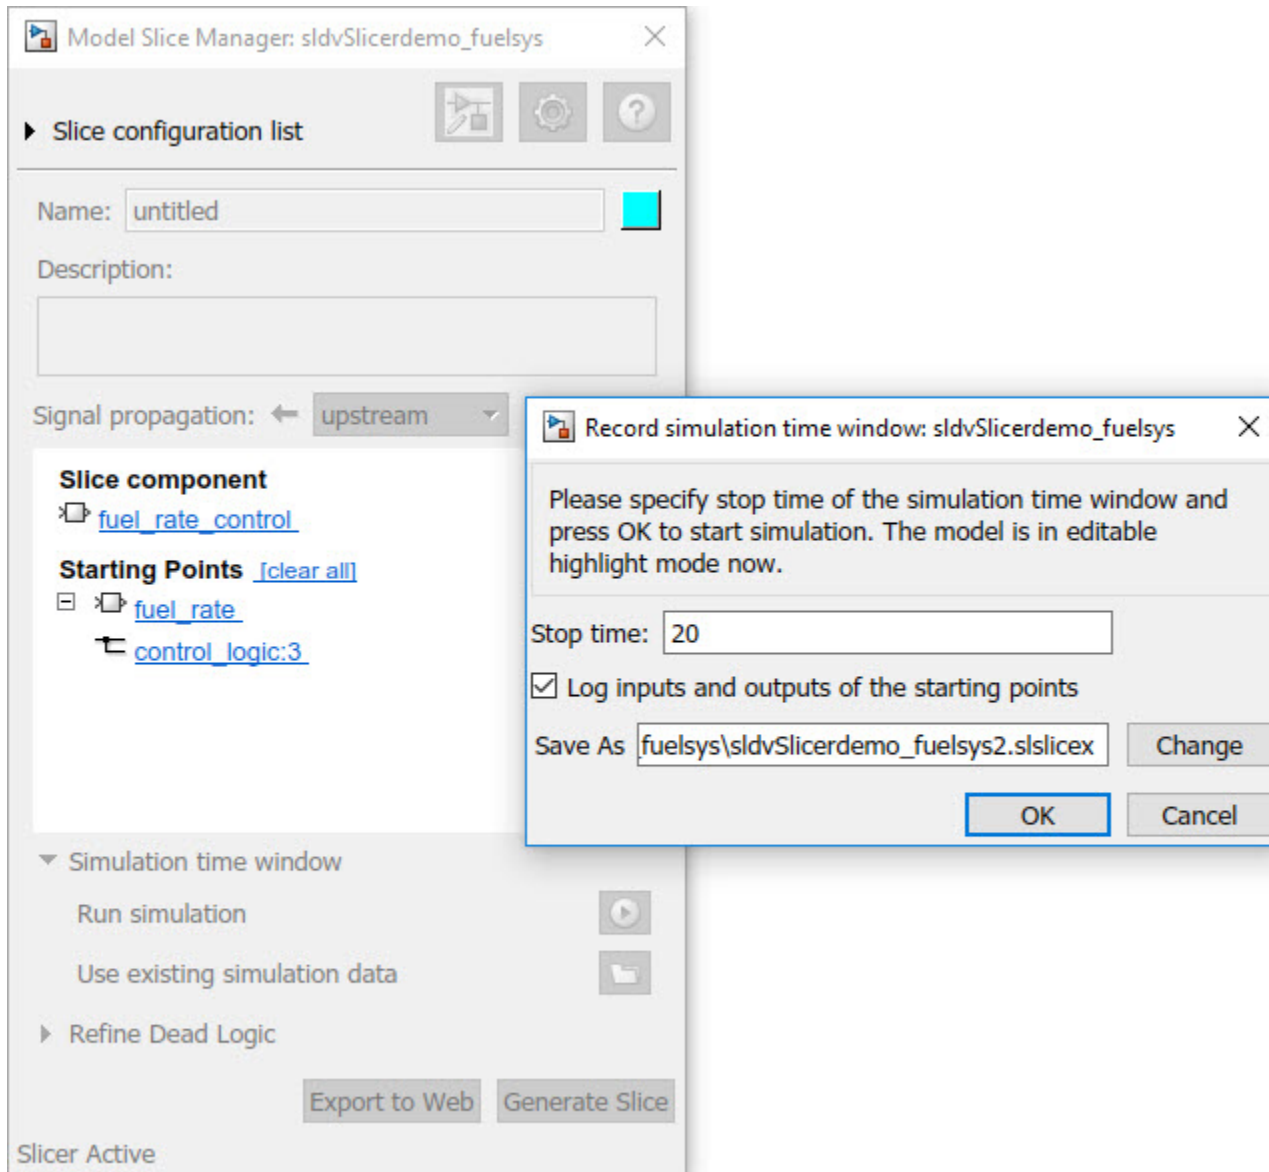 Model Slice Manager: sldvSlicerdemo_fuelsys
Slice configuration list
Name: untitled
Description:
Signal propagation: upstream
Slice component
fuel_rate_control
Starting Points [clear all]
fuel_rate
control_logic:3
Simulation time window
Run simulation
Use existing simulation data
Refine Dead Logic
Export to Web Generate Slice
Slicer Active
Record simulation time window: sldvSlicerdemo_fuelsys
Please specify stop time of the simulation time window and
press OK to start simulation. The model is in editable
highlight mode now.
Stop time: 20
Log inputs and outputs of the starting points
Save As _fuelsys\sldvSlicerdemo_fuelsys2.slslicex Change
OK Cancel